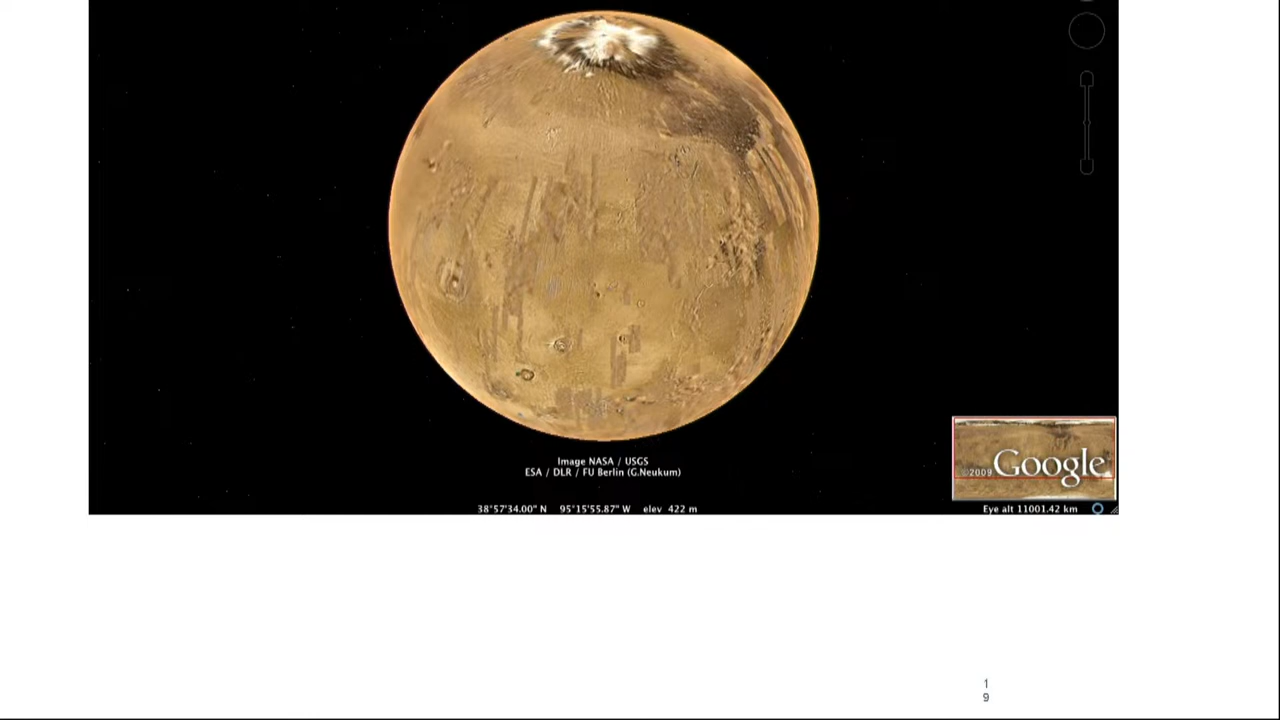 Image NASA / USGS
ESA / DLR / FU Berlin (G.Neukum)
©2009 Google
38°57'34.00" N 95°15'55.87" W elev 422 m
Eye alt 11001.42 km
1
9